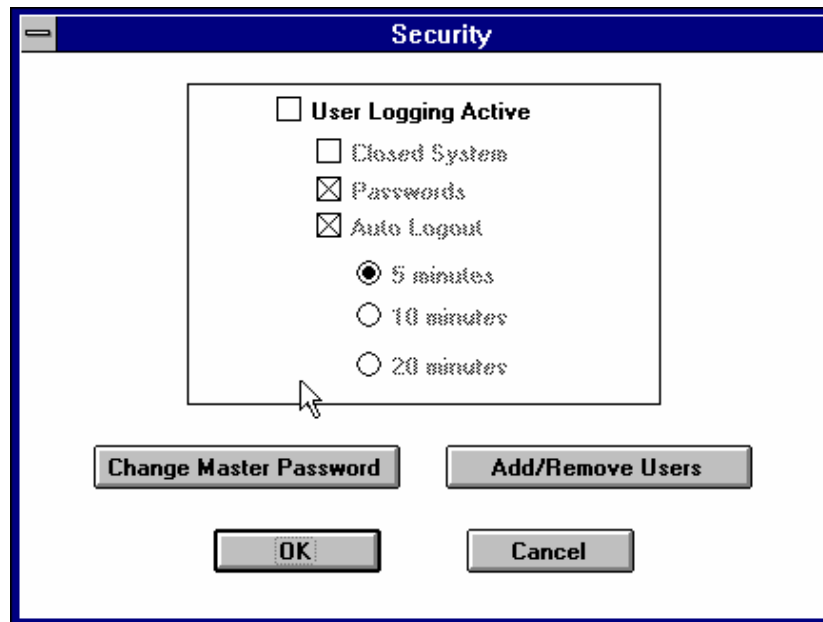 Security
User Logging Active
Closed System
Passwords
Auto Logout
5 minutes
10 minutes
20 minutes
Change Master Password
Add/Remove Users
OK
Cancel